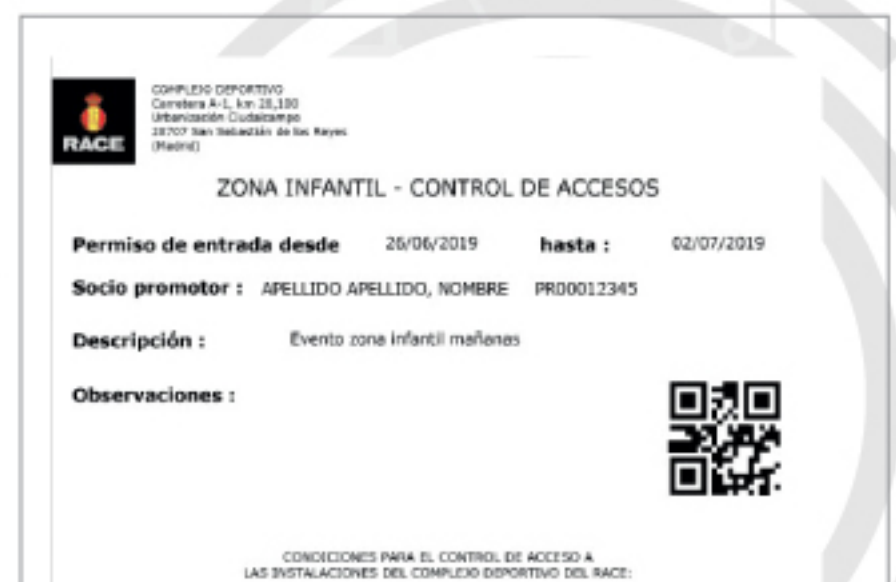 COMPLEJO DEPORTIVO
Carretera A-1, km 28,100
Urbanización Ciudalcampo
28707 San Sebastián de los Reyes
(Madrid)
RACE
ZONA INFANTIL - CONTROL DE ACCESOS
Permiso de entrada desde 26/06/2019 hasta : 02/07/2019
Socio promotor : APELLIDO APELLIDO, NOMBRE PR00012345
Descripción : Evento zona infantil mañanas
Observaciones :
CONDICIONES PARA EL CONTROL DE ACCESO A
LAS INSTALACIONES DEL COMPLEJO DEPORTIVO DEL RACE: